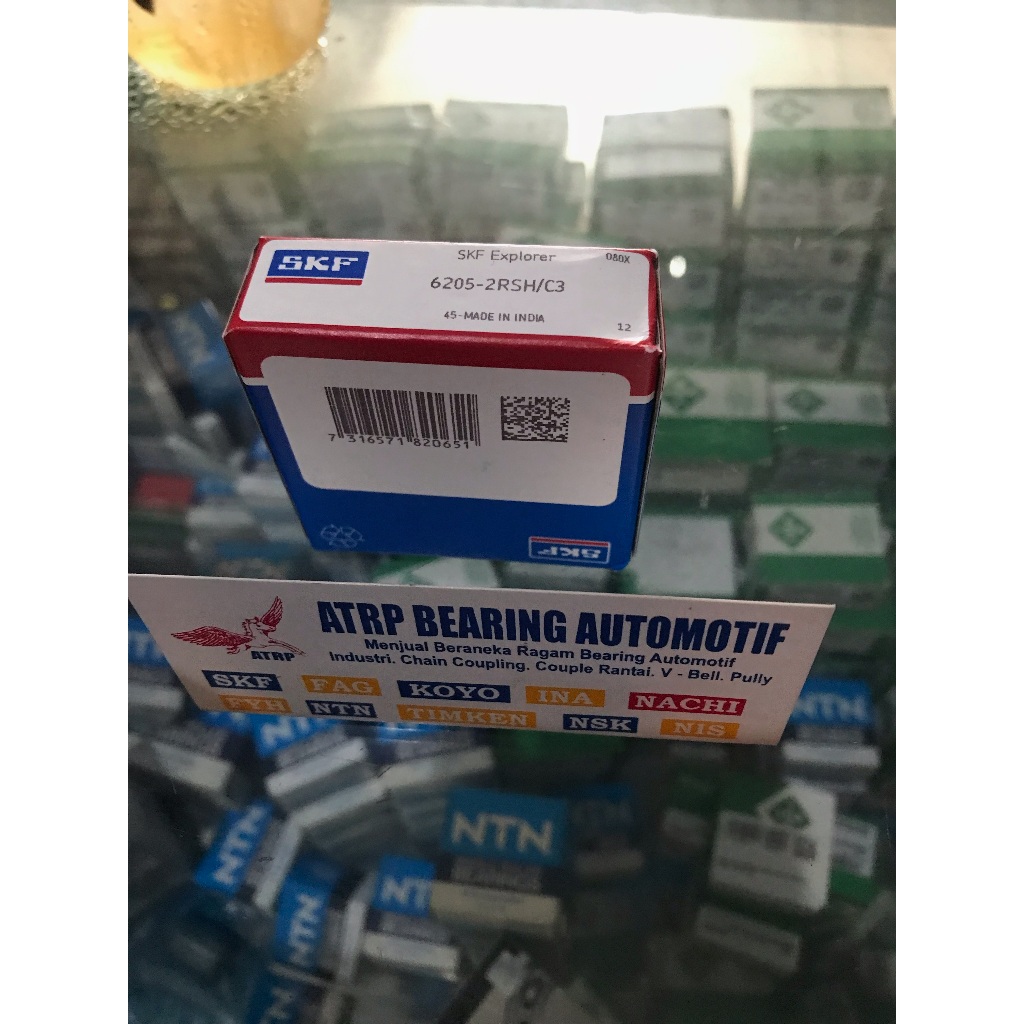 SKF
SKF Explorer
080X
6205-2RSH/C3
45-MADE IN INDIA
12
7 316571 820651
SKF
ATRP
ATRP BEARING AUTOMOTIF
Menjual Beraneka Ragam Bearing Automotif
Industri. Chain Coupling. Couple Rantai. V - Bell. Pully
SKF FAG KOYO INA NACHI
FYH NTN TIMKEN NSK NIS
NTN
NTN
NTN
NTN